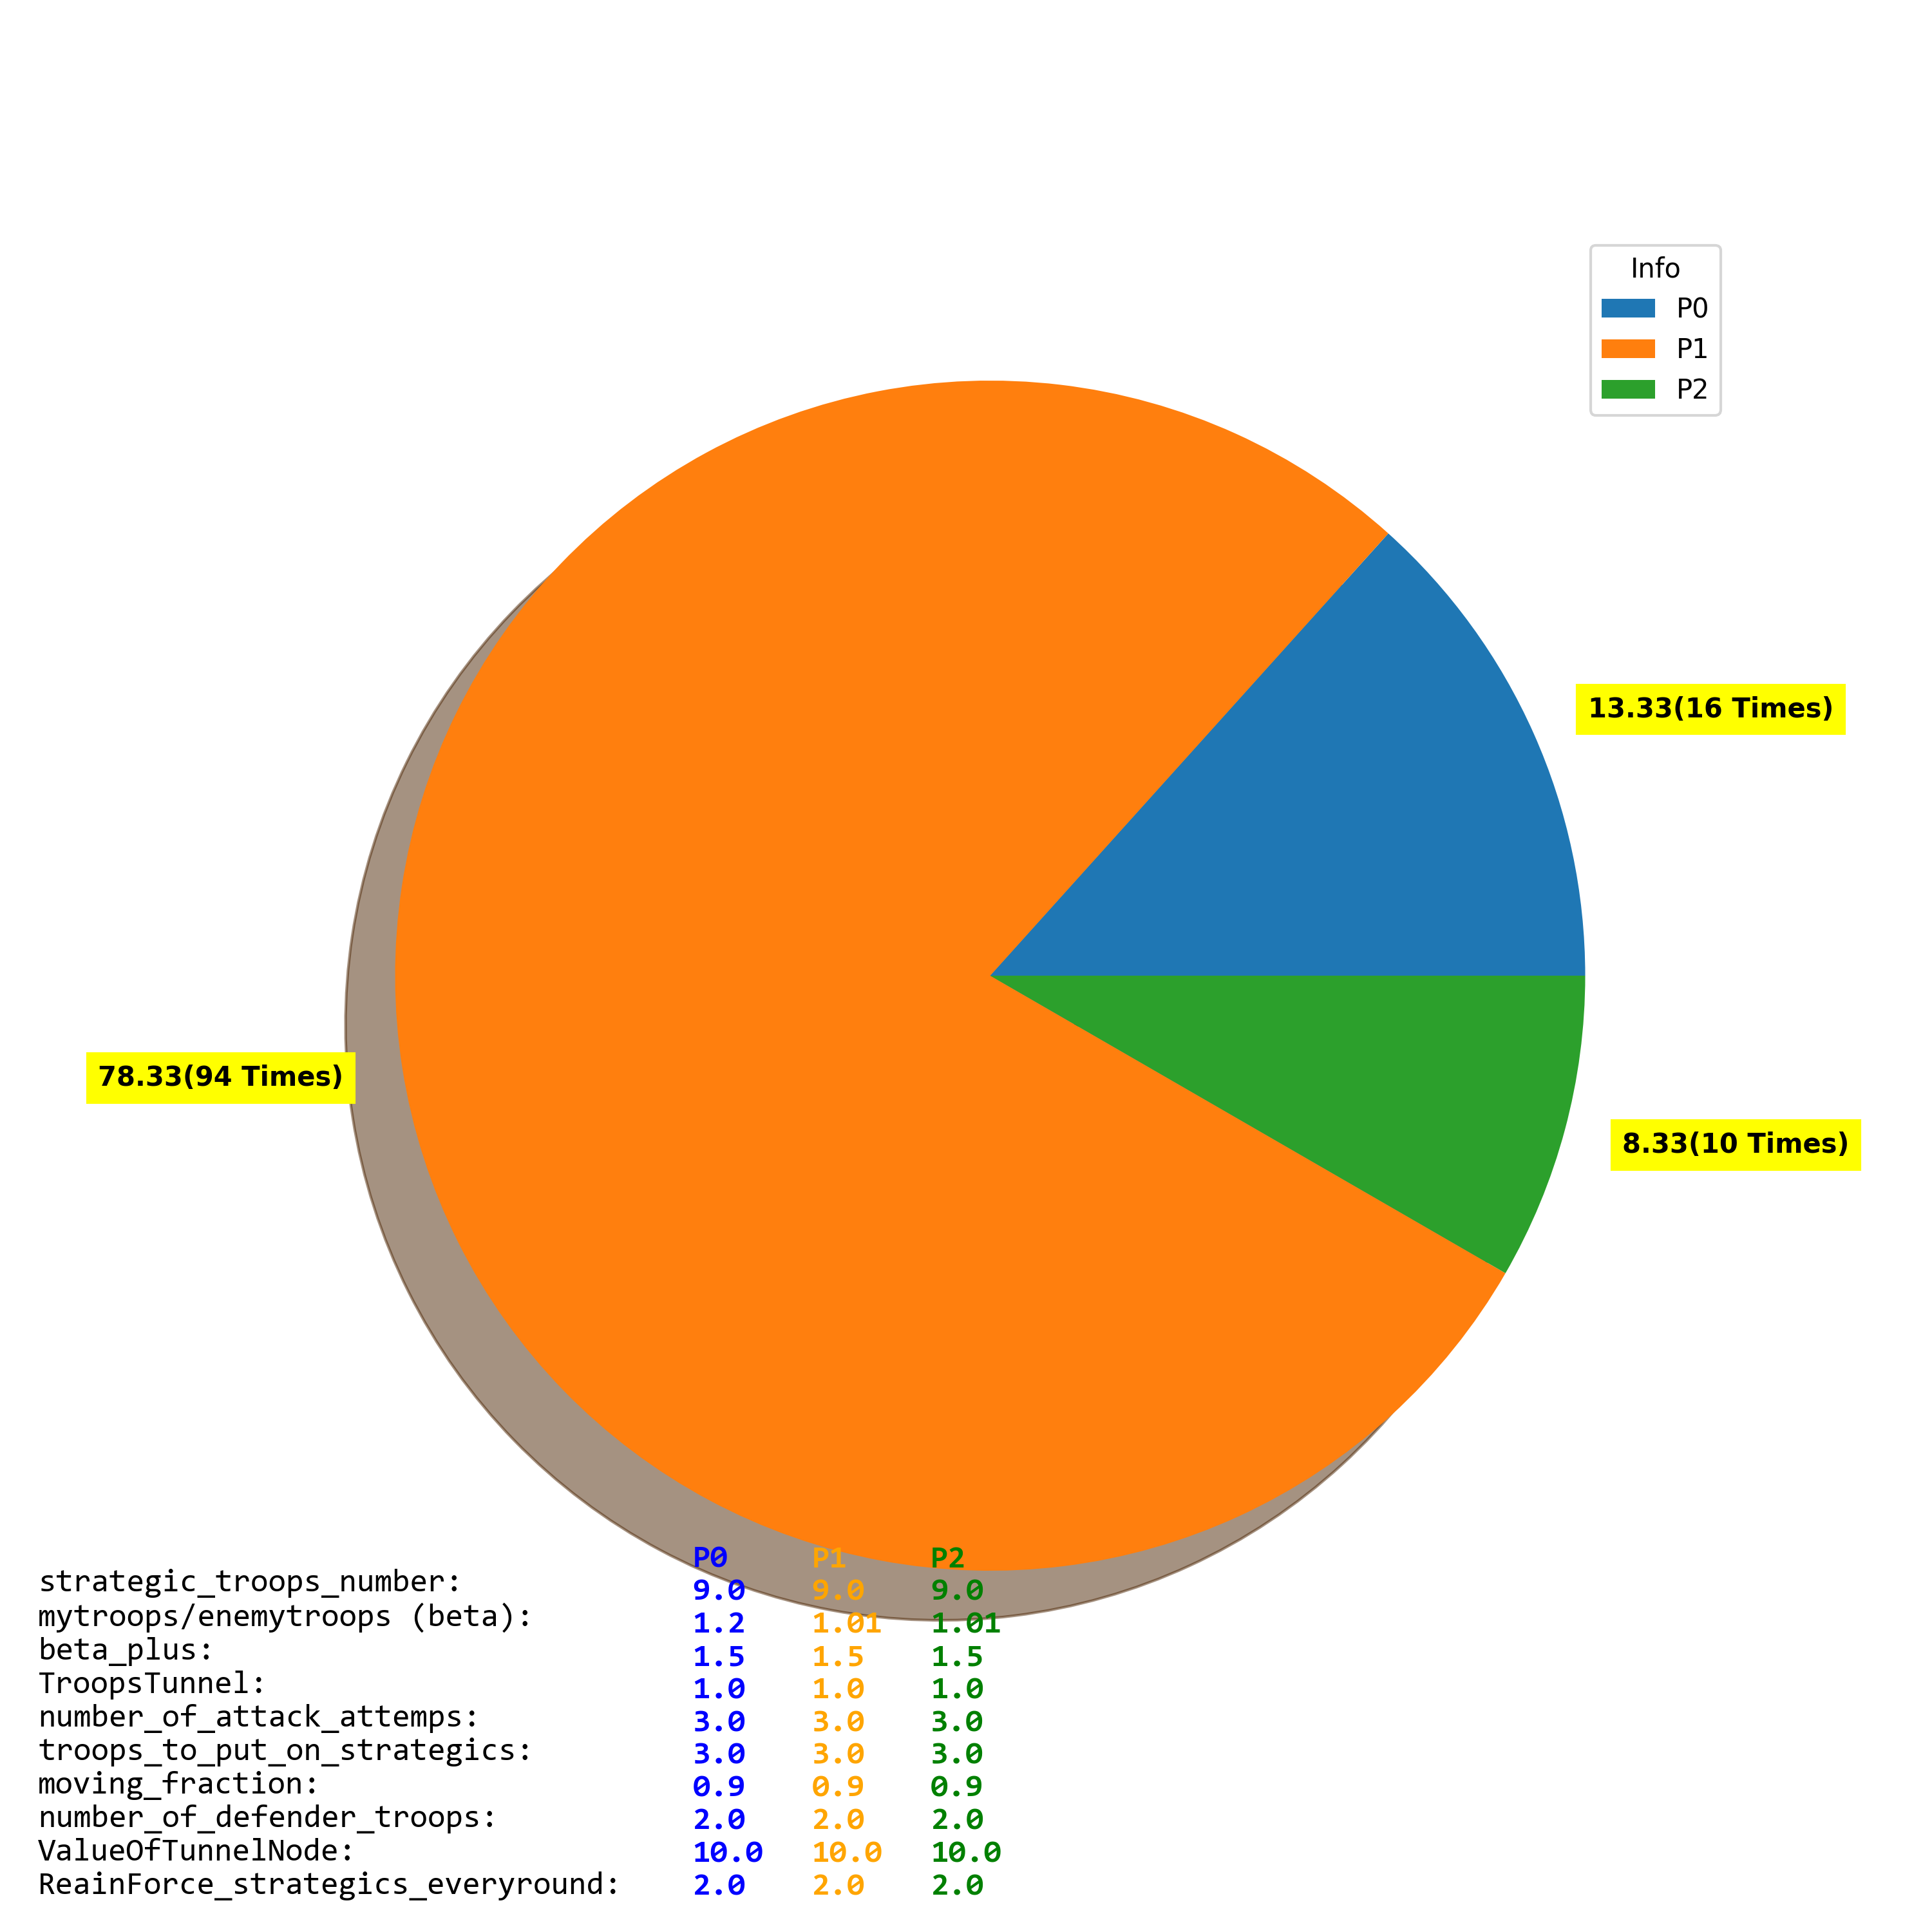 Info
P0
P1
P2
13.33(16 Times)
78.33(94 Times)
8.33(10 Times)
P0 P1 P2
strategic_troops_number: 9.0 9.0 9.0
mytroops/enemytroops (beta): 1.2 1.01 1.01
beta_plus: 1.5 1.5 1.5
TroopsTunnel: 1.0 1.0 1.0
number_of_attack_attemps: 3.0 3.0 3.0
troops_to_put_on_strategics: 3.0 3.0 3.0
moving_fraction: 0.9 0.9 0.9
number_of_defender_troops: 2.0 2.0 2.0
ValueOfTunnelNode: 10.0 10.0 10.0
ReainForce_strategics_everyround: 2.0 2.0 2.0